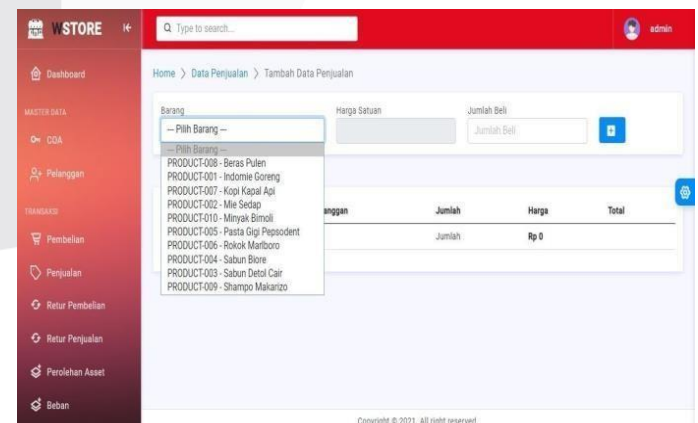 WSTORE
Type to search...
admin
Dashboard
MASTER DATA
COA
Pelanggan
TRANSAKSI
Pembelian
Penjualan
Retur Pembelian
Retur Penjualan
Perolehan Asset
Beban
Home > Data Penjualan > Tambah Data Penjualan
Barang Harga Satuan Jumlah Beli
--- Pilih Barang --- Jumlah Beli
--- Pilih Barang ---
PRODUCT-008 - Beras Pulen
PRODUCT-001 - Indomie Goreng
PRODUCT-007 - Kopi Kapal Api
PRODUCT-002 - Mie Sedap
PRODUCT-010 - Minyak Bimoli
PRODUCT-005 - Pasta Gigi Pepsodent
PRODUCT-006 - Rokok Marlboro
PRODUCT-004 - Sabun Biore
PRODUCT-003 - Sabun Detol Cair
PRODUCT-009 - Shampo Makarizo
anggan Jumlah Harga Total
Jumlah Rp 0
Copyright © 2021. All right reserved.